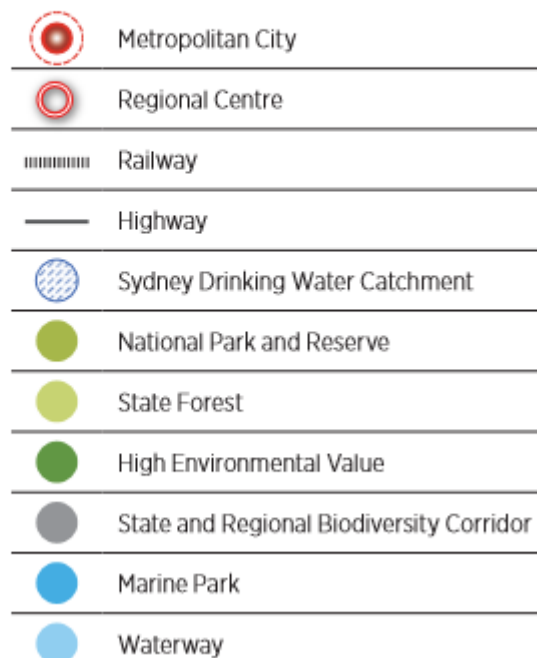 Metropolitan City
Regional Centre
Railway
Highway
Sydney Drinking Water Catchment
National Park and Reserve
State Forest
High Environmental Value
State and Regional Biodiversity Corridor
Marine Park
Waterway